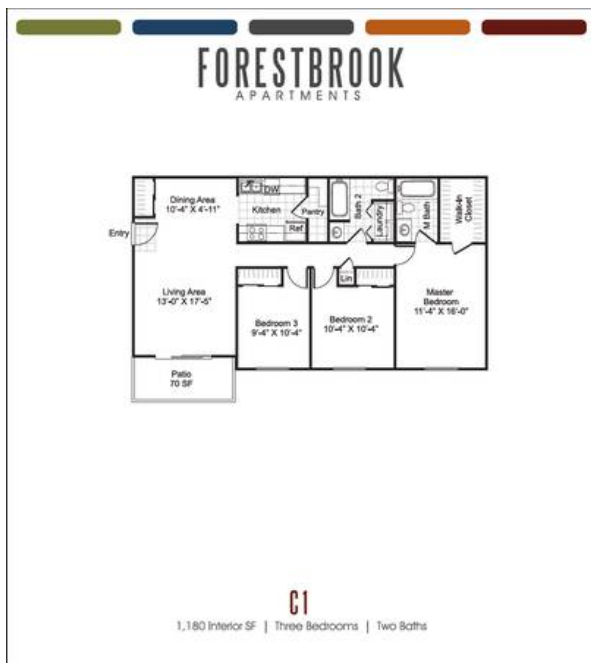 FORESTBROOK
APARTMENTS
Dining Area
10'-4" X 4'-11"
DW
Kitchen
Pantry
Ref
Bath 2
Laundry
M Bath
Walk-In
Closet
Entry
Living Area
13'-0" X 17'-5"
Lin
Bedroom 3
9'-4" X 10'-4"
Bedroom 2
10'-4" X 10'-4"
Master
Bedroom
11'-4" X 16'-0"
Patio
70 SF
C1
1,180 Interior SF | Three Bedrooms | Two Baths